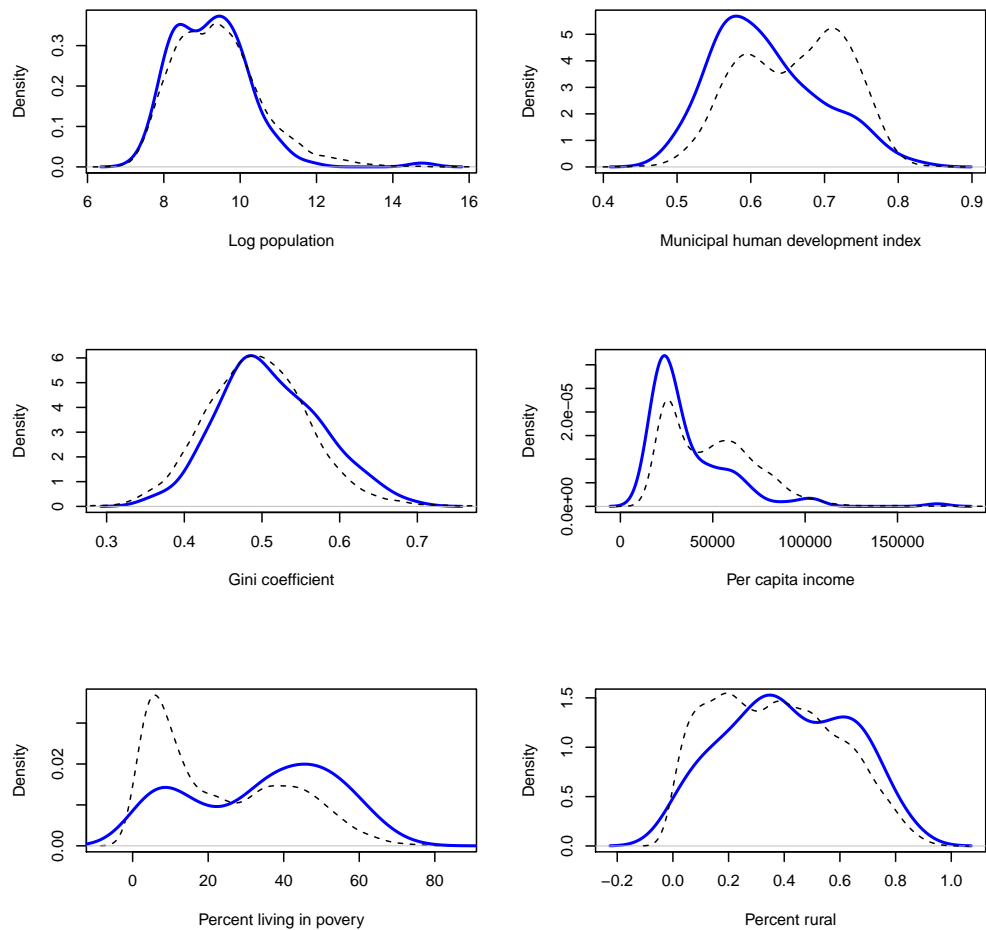 Density
0.0 0.1 0.2 0.3
6 8 10 12 14 16
Log population
Density
0 1 2 3 4 5
0.4 0.5 0.6 0.7 0.8 0.9
Municipal human development index
Density
0 1 2 3 4 5 6
0.3 0.4 0.5 0.6 0.7
Gini coefficient
Density
0.0e+00 2.0e−05
0 50000 100000 150000
Per capita income
Density
0.00 0.02
0 20 40 60 80
Percent living in povery
Density
0.0 0.5 1.0 1.5
−0.2 0.0 0.2 0.4 0.6 0.8 1.0
Percent rural